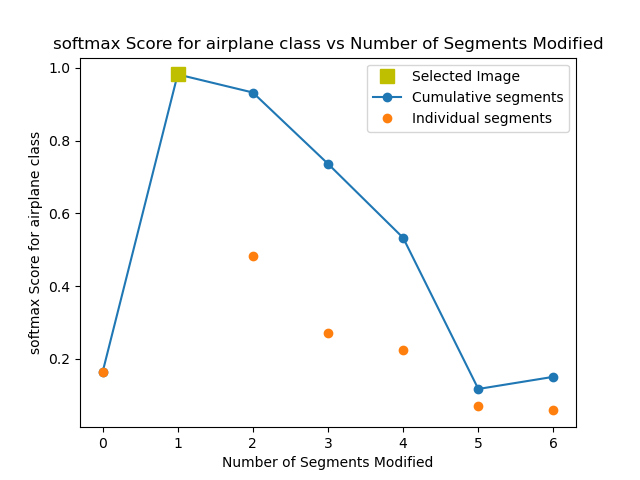 softmax Score for airplane class vs Number of Segments Modified
1.0
0.8
0.6
0.4
0.2
softmax Score for airplane class
Selected Image
Cumulative segments
Individual segments
0 1 2 3 4 5 6
Number of Segments Modified